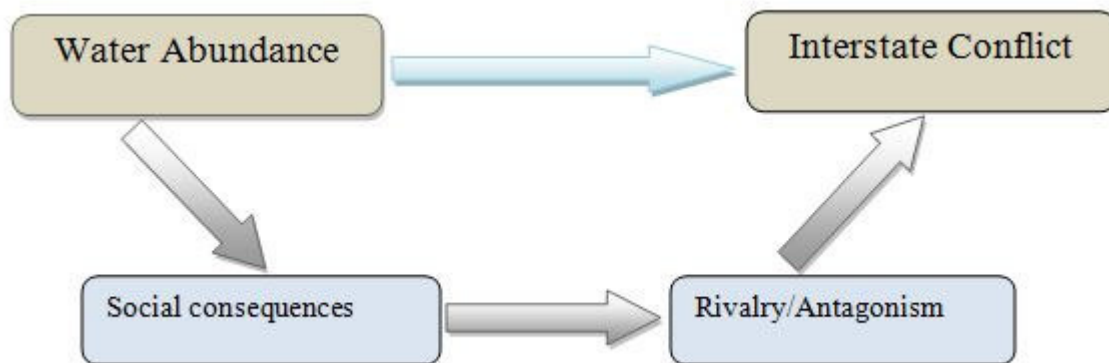 Water Abundance
Interstate Conflict
Social consequences
Rivalry/Antagonism